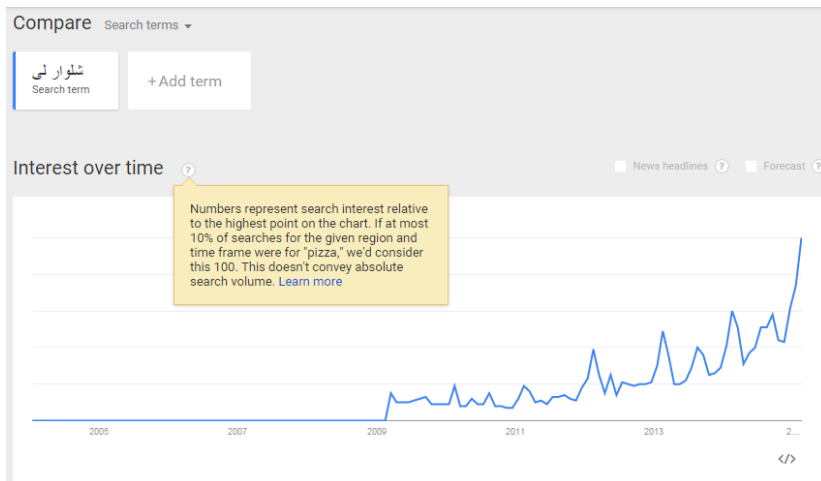 Compare Search terms
شلوار لی
Search term
+Add term
Interest over time ?
News headlines ?
Forecast ?
Numbers represent search interest relative
to the highest point on the chart. If at most
10% of searches for the given region and
time frame were for "pizza," we'd consider
this 100. This doesn't convey absolute
search volume. Learn more
2005 2007 2009 2011 2013 2...
</>